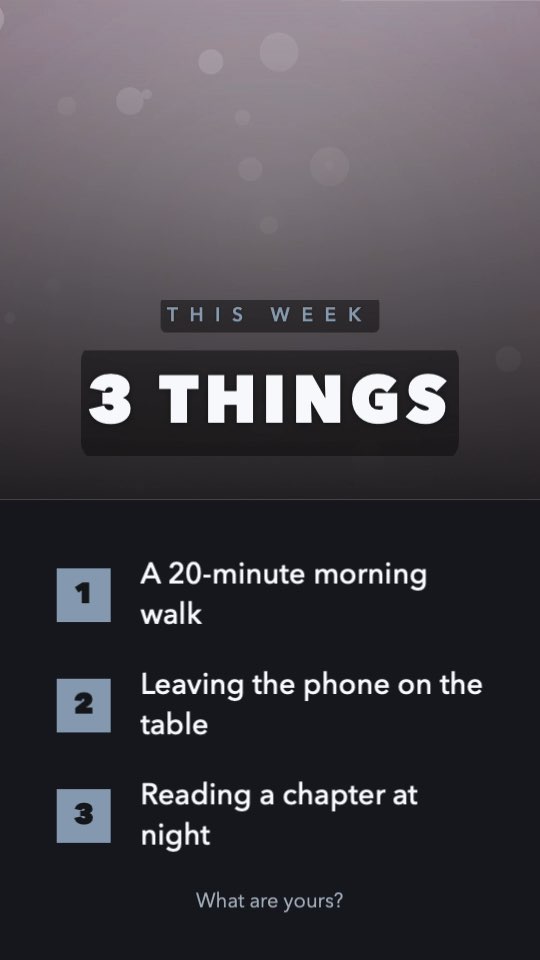 THIS WEEK
3 THINGS
1
A 20-minute morning
walk
2
Leaving the phone on the
table
3
Reading a chapter at
night
What are yours?